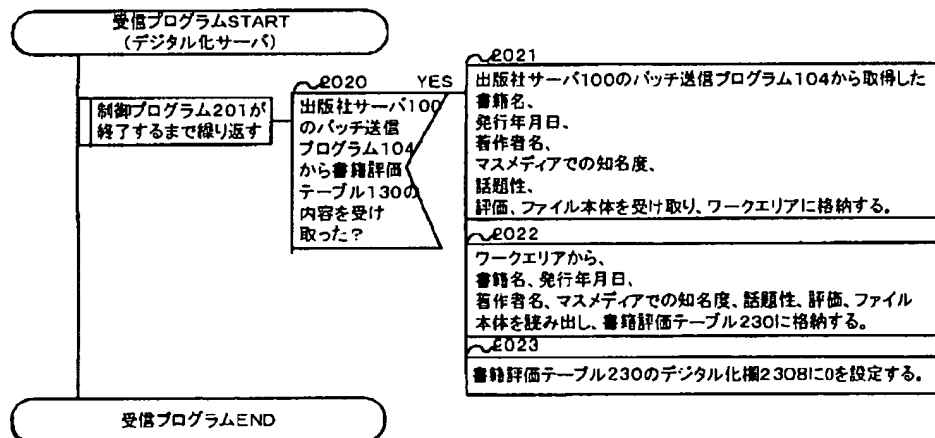 受信プログラムSTART
(デジタル化サーバ)
制御プログラム201が
終了するまで繰り返す
2020 YES
出版社サーバ100
のバッチ送信
プログラム104
から書籍評価
テーブル130の
内容を受け
取った?
2021
出版社サーバ100のバッチ送信プログラム104から取得した
書籍名、
発行年月日、
著作者名、
マスメディアでの知名度、
話題性、
評価、ファイル本体を受け取り、ワークエリアに格納する。
2022
ワークエリアから、
書籍名、発行年月日、
著作者名、マスメディアでの知名度、話題性、評価、ファイル
本体を読み出し、書籍評価テーブル230に格納する。
2023
書籍評価テーブル230のデジタル化欄230Bに0を設定する。
受信プログラムEND